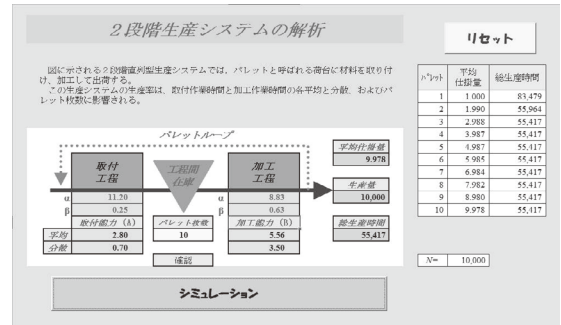 2段階生産システムの解析
リセット
図に示される2段階直列型生産システムでは、パレットと呼ばれる荷台に材料を取り付
け、加工して出荷する。
この生産システムの生産率は、取付作業時間と加工作業時間の各平均と分散、およびパ
レット枚数に影響される。
パレットループ
取付
工程
工程間
在庫
加工
工程
平均仕掛量
9.978
生産量
10,000
総生産時間
55,417
α 11.20 α 8.83
β 0.25 β 0.63
取付能力 (A) パレット枚数 加工能力 (B)
平均 2.80 10 5.56
分散 0.70 3.50
確認
シミュレーション
パレット 平均仕掛量 総生産時間
1 1.000 83,479
2 1.990 55,964
3 2.988 55,417
4 3.987 55,417
5 4.987 55,417
6 5.985 55,417
7 6.984 55,417
8 7.982 55,417
9 8.980 55,417
10 9.978 55,417
N= 10,000